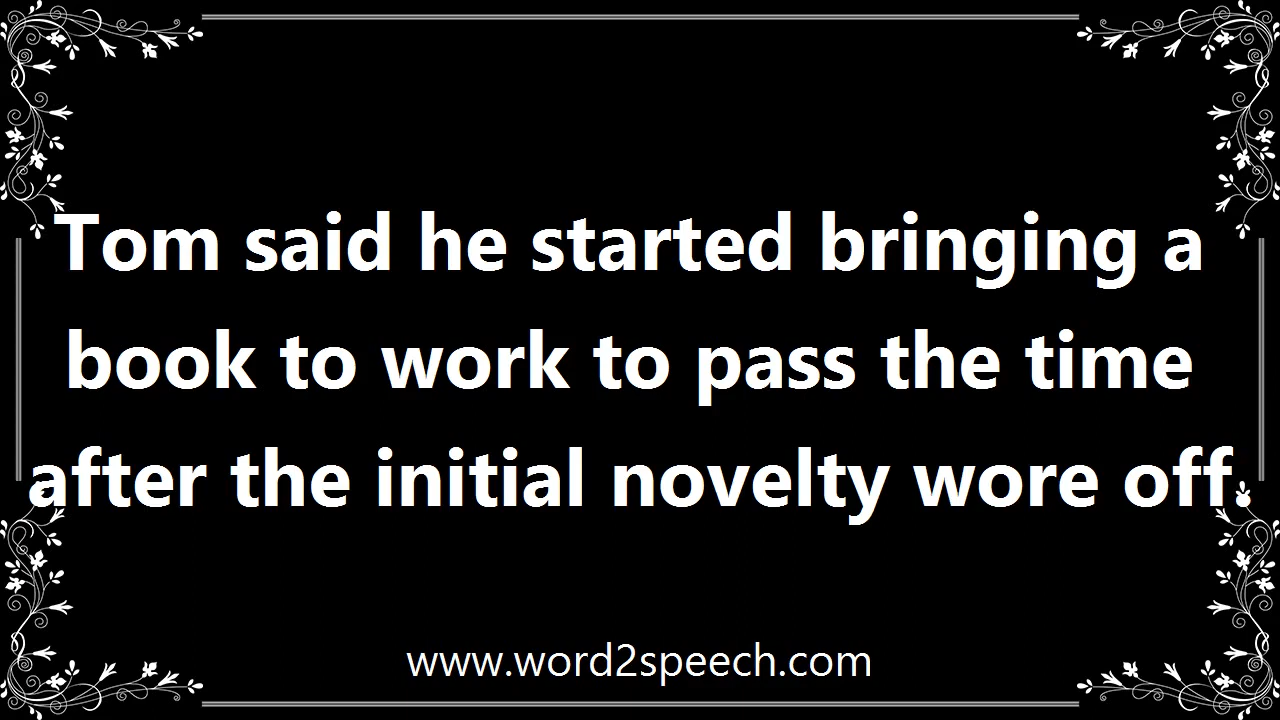 Tom said he started bringing a
book to work to pass the time
after the initial novelty wore off.
www.word2speech.com